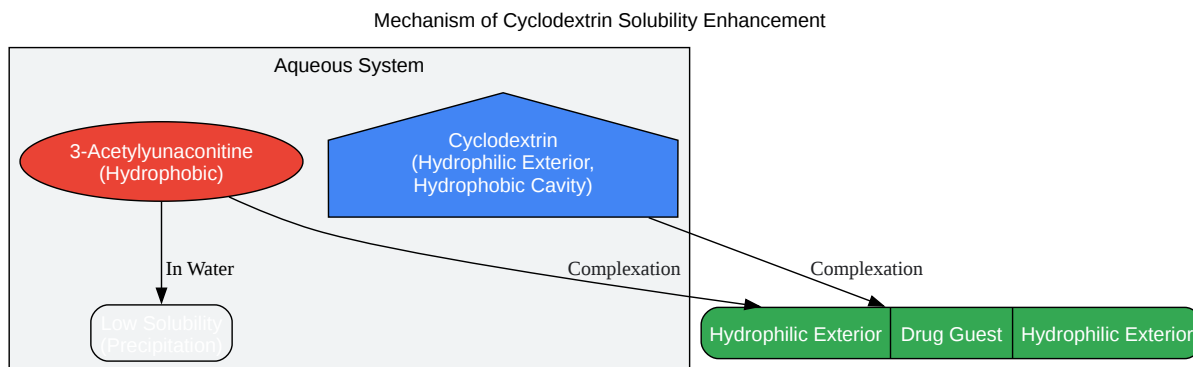 Mechanism of Cyclodextrin Solubility Enhancement
Aqueous System
3-Acetylyunaconitine
(Hydrophobic)
Cyclodextrin
(Hydrophilic Exterior,
Hydrophobic Cavity)
In Water
Complexation
Complexation
Low Solubility
(Precipitation)
Hydrophilic Exterior
Drug Guest
Hydrophilic Exterior